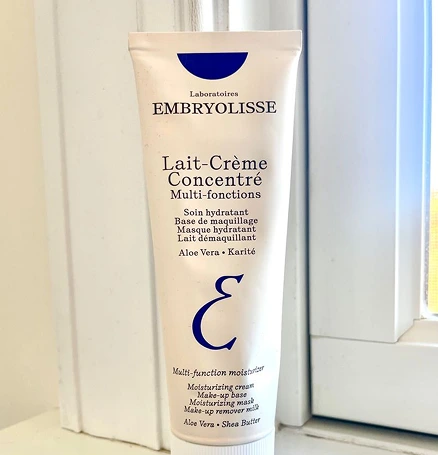 Laboratoires
EMBRYOLISSE
Lait-Crème
Concentré
Multi-fonctions
Soin hydratant
Base de maquillage
Masque hydratant
Lait démaquillant
Aloe Vera • Karité
E
Multi-function moisturizer
Moisturizing cream
Make-up base
Moisturizing mask
Make-up remover milk
Aloe Vera • Shea Butter